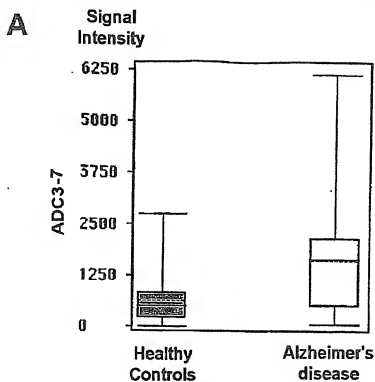 A
Signal
Intensity
6250
5000
3750
2500
1250
0
ADC3-7
Healthy
Controls
Alzheimer's
disease